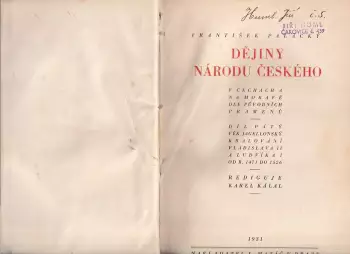 FRANTIŠEK PALACKÝ
DĚJINY
NÁRODU ČESKÉHO
V ČECHÁCH A
NA MORAVĚ
DLE PŮVODNÍCH
PRAMENŮ
DÍL PÁTÝ
VĚK JAGELLONSKÝ
KRALOVÁNÍ
VLADISLAVA II
A LUDVÍKA I
OD R. 1471 DO 1526
REDIGUJE
KAREL KÁLAL
1931